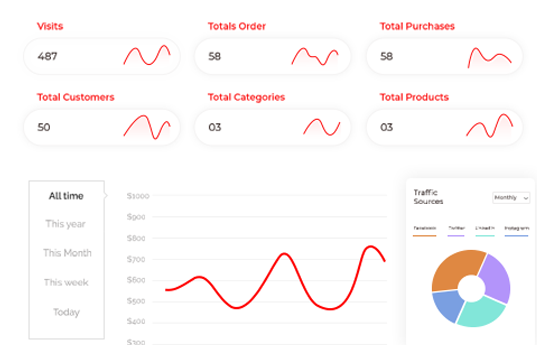 Visits
Totals Order
Total Purchases
487
58
58
Total Customers
Total Categories
Total Products
50
03
03
All time
This year
This Month
This week
Today
$1000
$900
$800
$700
$600
$500
$400
$300
Traffic
Sources
Monthly
Facebook
Twitter
LinkedIn
Instagram